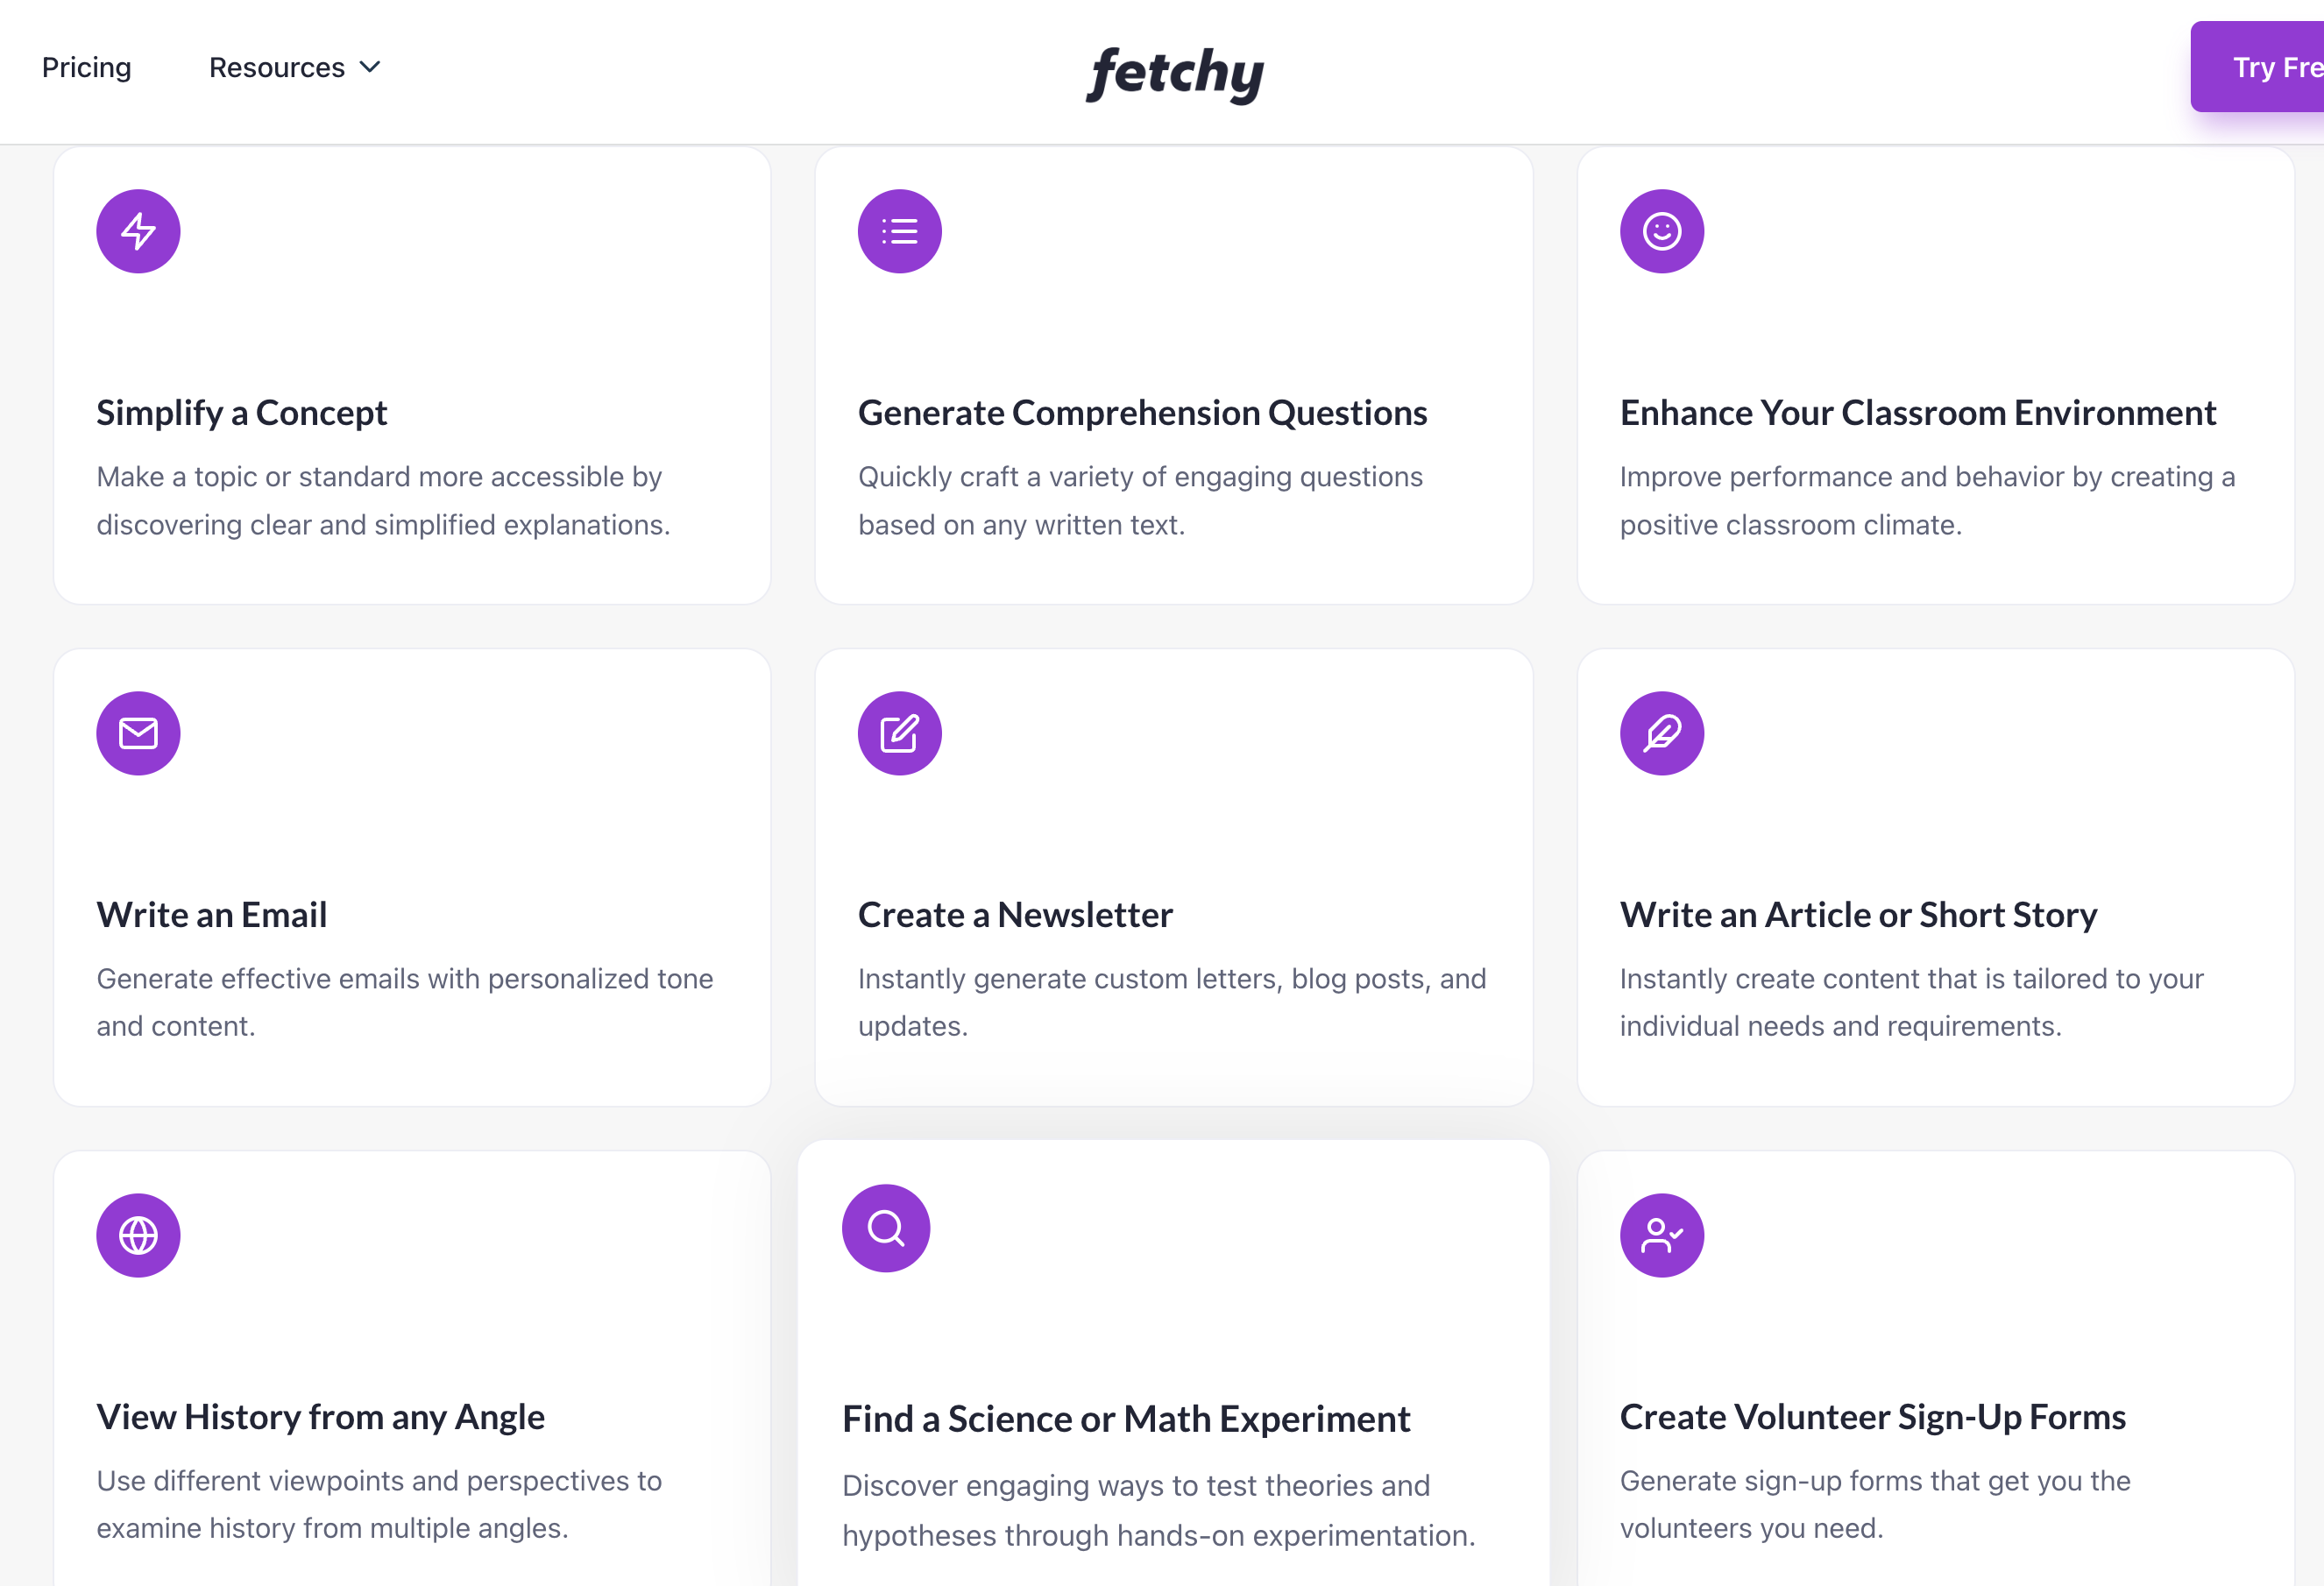 Pricing
Resources
fetchy
Try Fre
Simplify a Concept
Make a topic or standard more accessible by
discovering clear and simplified explanations.
Generate Comprehension Questions
Quickly craft a variety of engaging questions
based on any written text.
Enhance Your Classroom Environment
Improve performance and behavior by creating a
positive classroom climate.
Write an Email
Generate effective emails with personalized tone
and content.
Create a Newsletter
Instantly generate custom letters, blog posts, and
updates.
Write an Article or Short Story
Instantly create content that is tailored to your
individual needs and requirements.
View History from any Angle
Use different viewpoints and perspectives to
examine history from multiple angles.
Find a Science or Math Experiment
Discover engaging ways to test theories and
hypotheses through hands-on experimentation.
Create Volunteer Sign-Up Forms
Generate sign-up forms that get you the
volunteers you need.